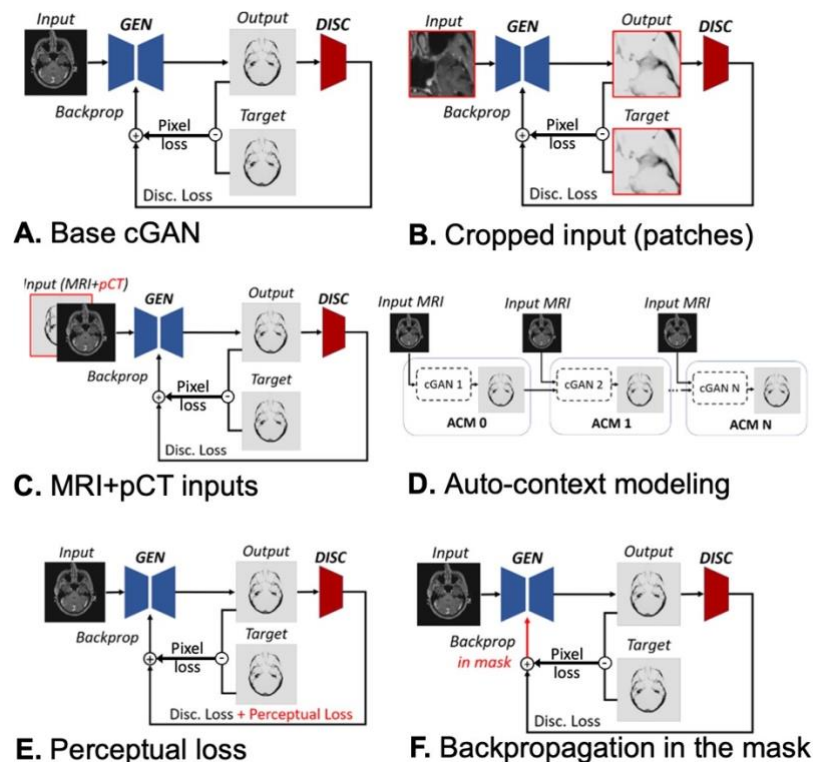 Input GEN Output DISC
Backprop
Pixel
loss
-
Target
+
Disc. Loss
A. Base cGAN
Input GEN Output DISC
Backprop
Pixel
loss
-
Target
+
Disc. Loss
B. Cropped input (patches)
Input (MRI+pCT)
GEN Output DISC
Backprop
Pixel
loss
-
Target
+
Disc. Loss
C. MRI+pCT inputs
Input MRI Input MRI Input MRI
cGAN 1 cGAN 2 cGAN N
ACM 0 ACM 1 ACM N
D. Auto-context modeling
Input GEN Output DISC
Backprop
Pixel
loss
-
Target
+
Disc. Loss + Perceptual Loss
E. Perceptual loss
Input GEN Output DISC
Backprop
in mask
Pixel
loss
-
Target
+
Disc. Loss
F. Backpropagation in the mask